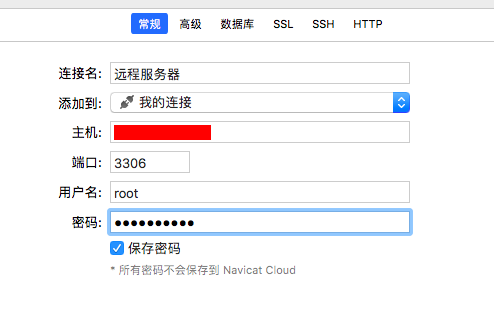 常规 高级 数据库 SSL SSH HTTP
连接名: 远程服务器
添加到: 我的连接
主机:
端口: 3306
用户名: root
密码: ●●●●●●●●●●
保存密码
* 所有密码不会保存到 Navicat Cloud